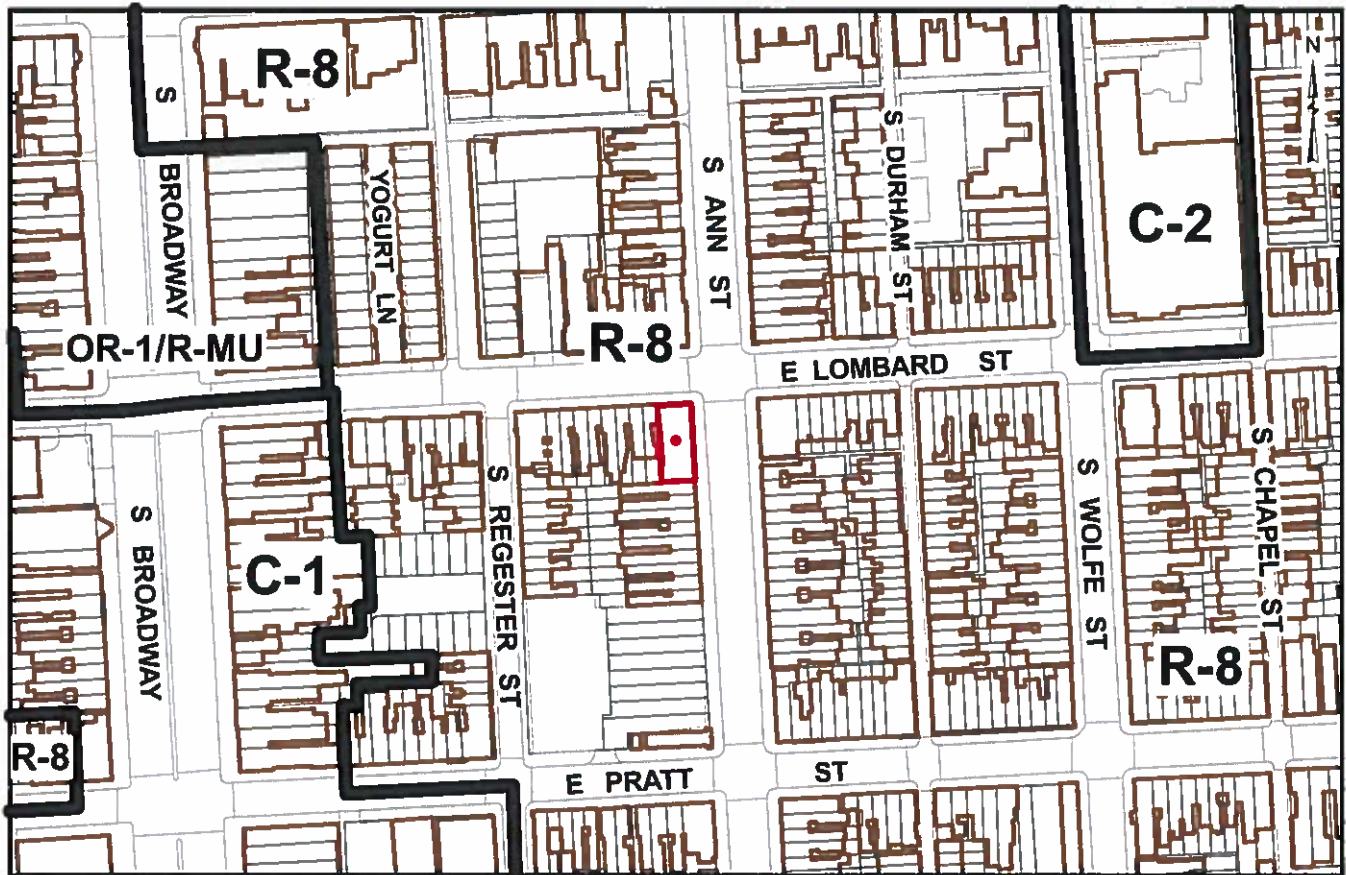 R-8
N
S BROADWAY
YOGURT LN
S ANN ST
S DURHAM ST
C-2
OR-1/R-MU
R-8
E LOMBARD ST
S BROADWAY
C-1
S REGESTER ST
S WOLFE ST
S CHAPEL ST
R-8
R-8
E PRATT ST